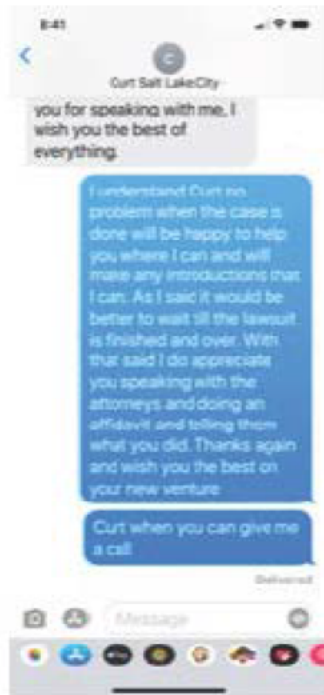 8:41
C
Curt Salt Lake City
you for speaking with me, I
wish you the best of
everything.
I understand Curt no
problem when the case is
done will be happy to help
you where I can and will
make any introductions that
I can. As I said it would be
better to wait till the lawsuit
is finished and over. With
that said I do appreciate
you speaking with the
attorneys and doing an
affidavit and telling them
what you did. Thanks again
and wish you the best on
your new venture
Curt when you can give me
a call
Delivered
Message